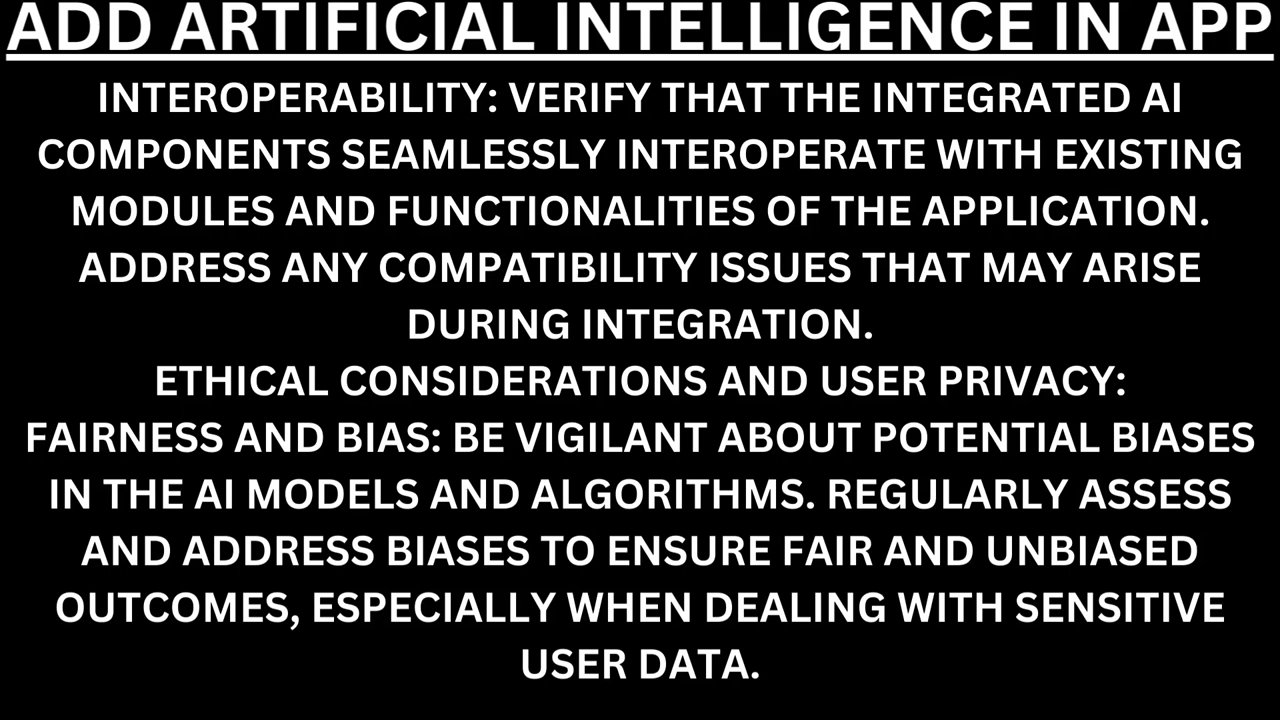 ADD ARTIFICIAL INTELLIGENCE IN APP
INTEROPERABILITY: VERIFY THAT THE INTEGRATED AI
COMPONENTS SEAMLESSLY INTEROPERATE WITH EXISTING
MODULES AND FUNCTIONALITIES OF THE APPLICATION.
ADDRESS ANY COMPATIBILITY ISSUES THAT MAY ARISE
DURING INTEGRATION.
ETHICAL CONSIDERATIONS AND USER PRIVACY:
FAIRNESS AND BIAS: BE VIGILANT ABOUT POTENTIAL BIASES
IN THE AI MODELS AND ALGORITHMS. REGULARLY ASSESS
AND ADDRESS BIASES TO ENSURE FAIR AND UNBIASED
OUTCOMES, ESPECIALLY WHEN DEALING WITH SENSITIVE
USER DATA.